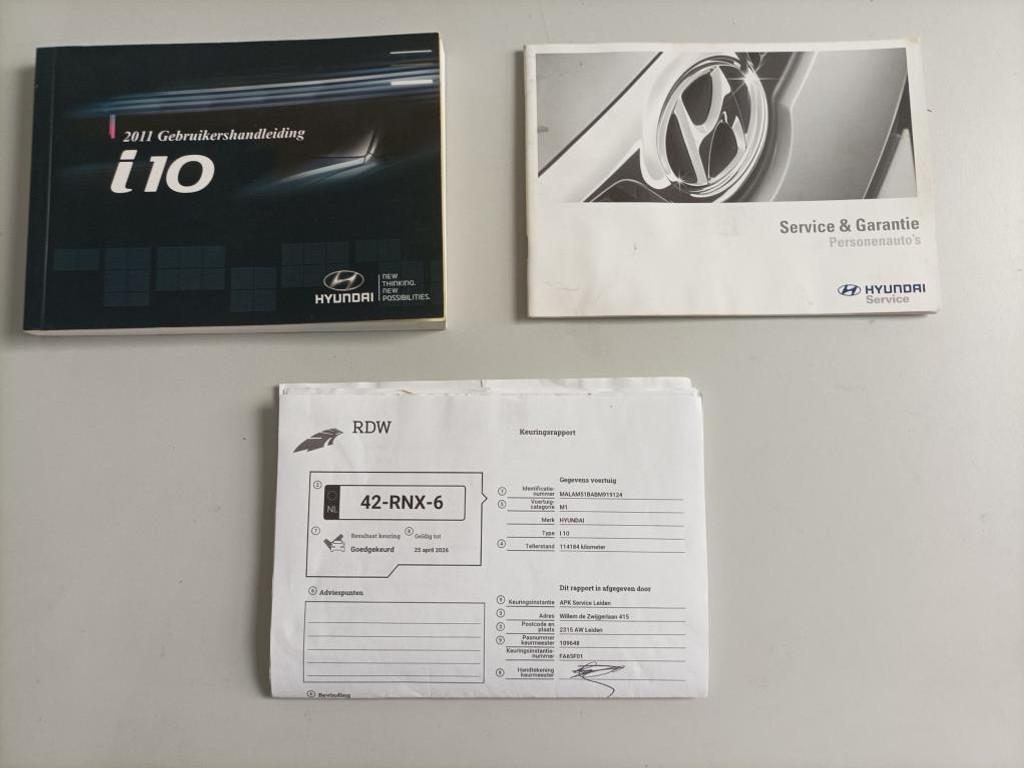 2011 Gebruikershandleiding
i10
HYUNDAI
NEW
THINKING.
NEW
POSSIBILITIES.
Service & Garantie
Personenauto's
HYUNDAI
Service
RDW
Keuringsrapport
NL
42-RNX-6
Resultaat keuring
Goedgekeurd
Geldig tot
25 april 2026
Adviespunten
Gegevens voertuig
Identificatie-
nummer MALAM51BABM919124
Voertuig-
categorie M1
Merk HYUNDAI
Type I 10
Tellerstand 114184 kilometer
Dit rapport is afgegeven door
Keuringsinstantie APK Service Leiden
Adres Willem de Zwijgerlaan 415
Postcode en
plaats 2315 AW Leiden
Pasnummer
keurmeester 109648
Keuringsinstantie-
nummer FA65F01
Handtekening
keurmeester
Bevinding